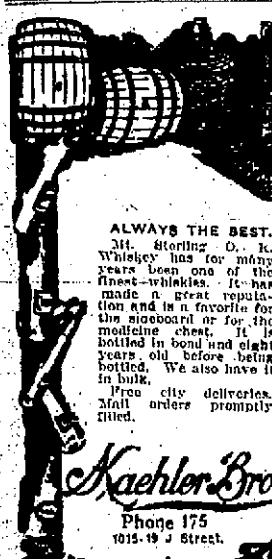 ALWAYS THE BEST.
Mt. Sterling O. K.
Whiskey has for many
years been one of the
finest whiskies. It has
made a great reputa-
tion and is a favorite for
the sideboard or for the
medicine chest. It is
bottled in bond and eight
years old before being
bottled. We also have it
in bulk.
Free city deliveries.
Mail orders promptly
filled.
Kaehler Bro
Phone 175
1015-19 J Street.